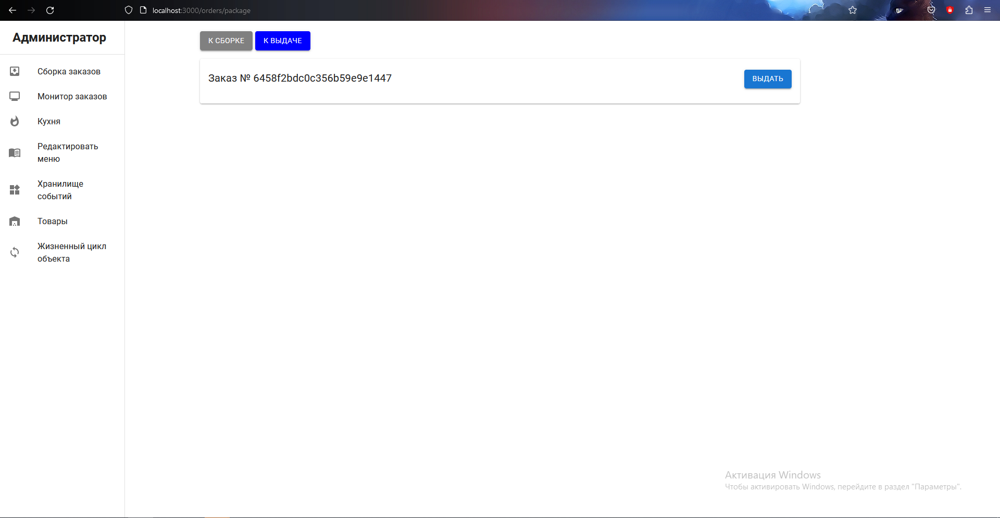 localhost:3000/orders/package
Администратор
Сборка заказов
Монитор заказов
Кухня
Редактировать
меню
Хранилище
событий
Товары
Жизненный цикл
объекта
К СБОРКЕ
К ВЫДАЧЕ
Заказ № 6458f2bdc0c356b59e9e1447
ВЫДАТЬ
Активация Windows
Чтобы активировать Windows, перейдите в раздел "Параметры".